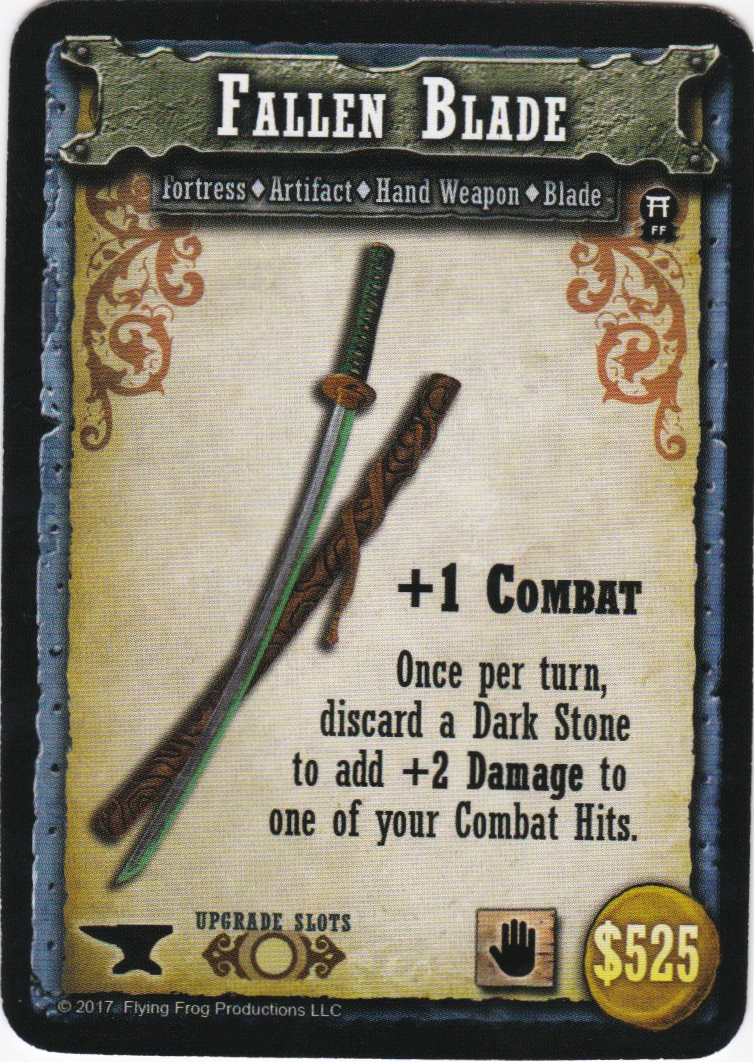 Fallen Blade
Fortress ◆ Artifact ◆ Hand Weapon ◆ Blade
FF
+1 Combat
Once per turn,
discard a Dark Stone
to add +2 Damage to
one of your Combat Hits.
UPGRADE SLOTS
$525
© 2017. Flying Frog Productions LLC